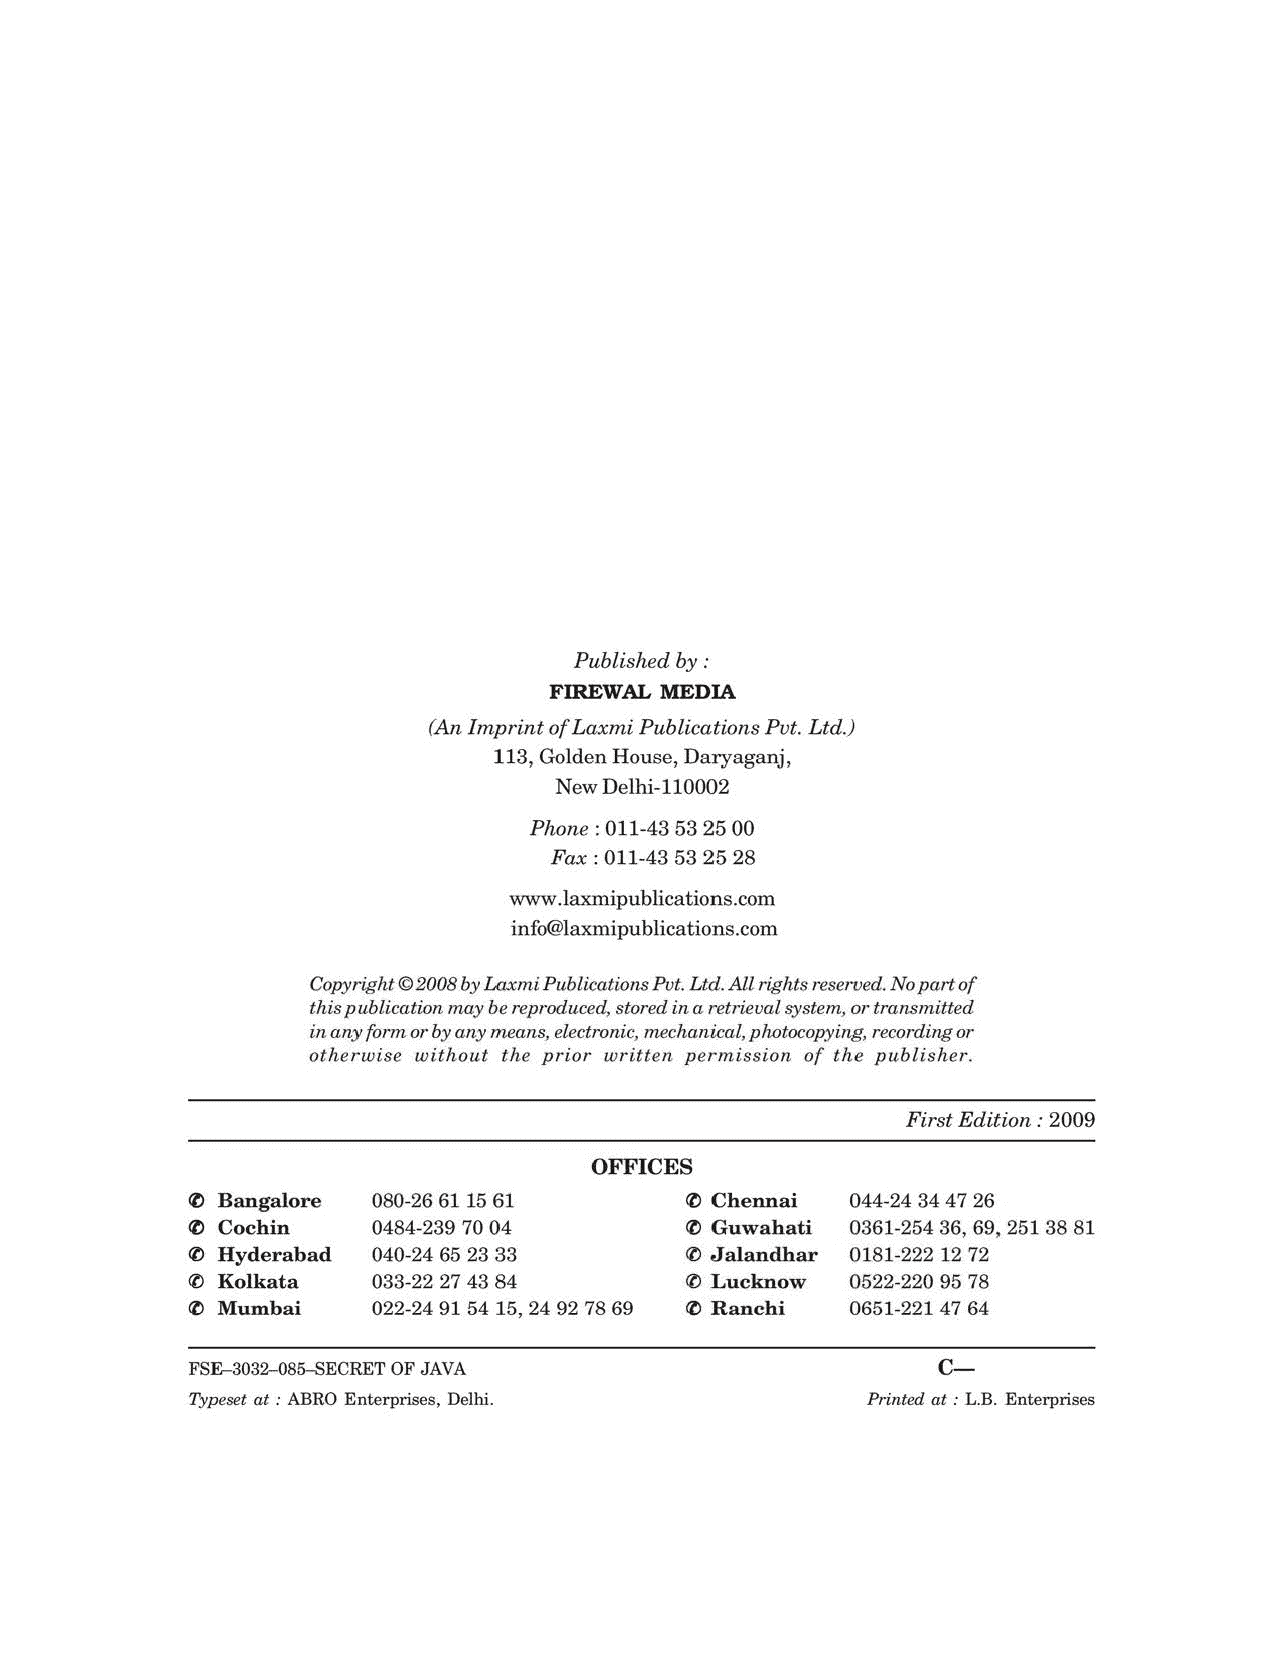 Published by :
FIREWAL MEDIA
(An Imprint of Laxmi Publications Pvt. Ltd.)
113, Golden House, Daryaganj,
New Delhi-110002
Phone : 011-43 53 25 00
Fax : 011-43 53 25 28
www.laxmipublications.com
info@laxmipublications.com
Copyright © 2008 by Laxmi Publications Pvt. Ltd. All rights reserved. No part of
this publication may be reproduced, stored in a retrieval system, or transmitted
in any form or by any means, electronic, mechanical, photocopying, recording or
otherwise without the prior written permission of the publisher.
First Edition : 2009
OFFICES
✆ Bangalore 080-26 61 15 61 ✆ Chennai 044-24 34 47 26
✆ Cochin 0484-239 70 04 ✆ Guwahati 0361-254 36, 69, 251 38 81
✆ Hyderabad 040-24 65 23 33 ✆ Jalandhar 0181-222 12 72
✆ Kolkata 033-22 27 43 84 ✆ Lucknow 0522-220 95 78
✆ Mumbai 022-24 91 54 15, 24 92 78 69 ✆ Ranchi 0651-221 47 64
FSE–3032–085–SECRET OF JAVA C—
Typeset at : ABRO Enterprises, Delhi. Printed at : L.B. Enterprises